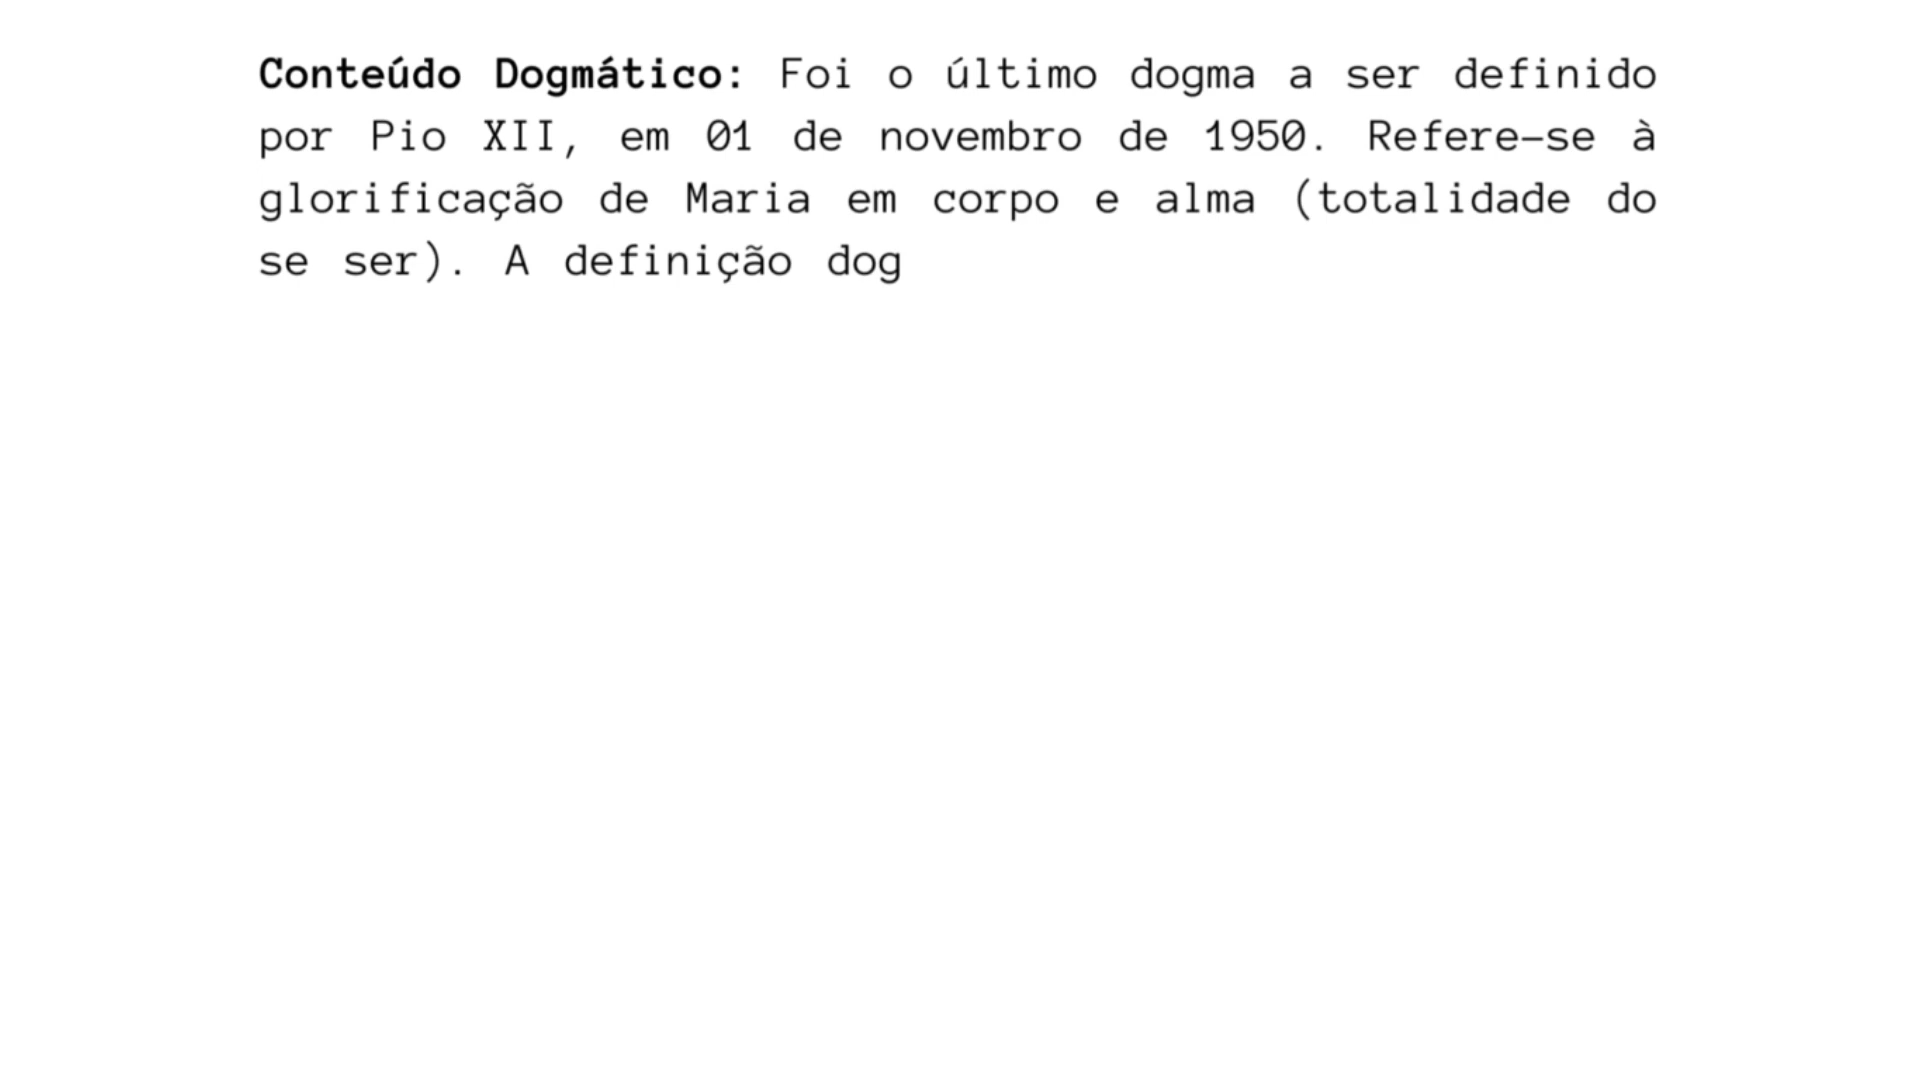 Conteúdo Dogmático: Foi o último dogma a ser definido
por Pio XII, em 01 de novembro de 1950. Refere-se à
glorificação de Maria em corpo e alma (totalidade do
se ser). A definição dog